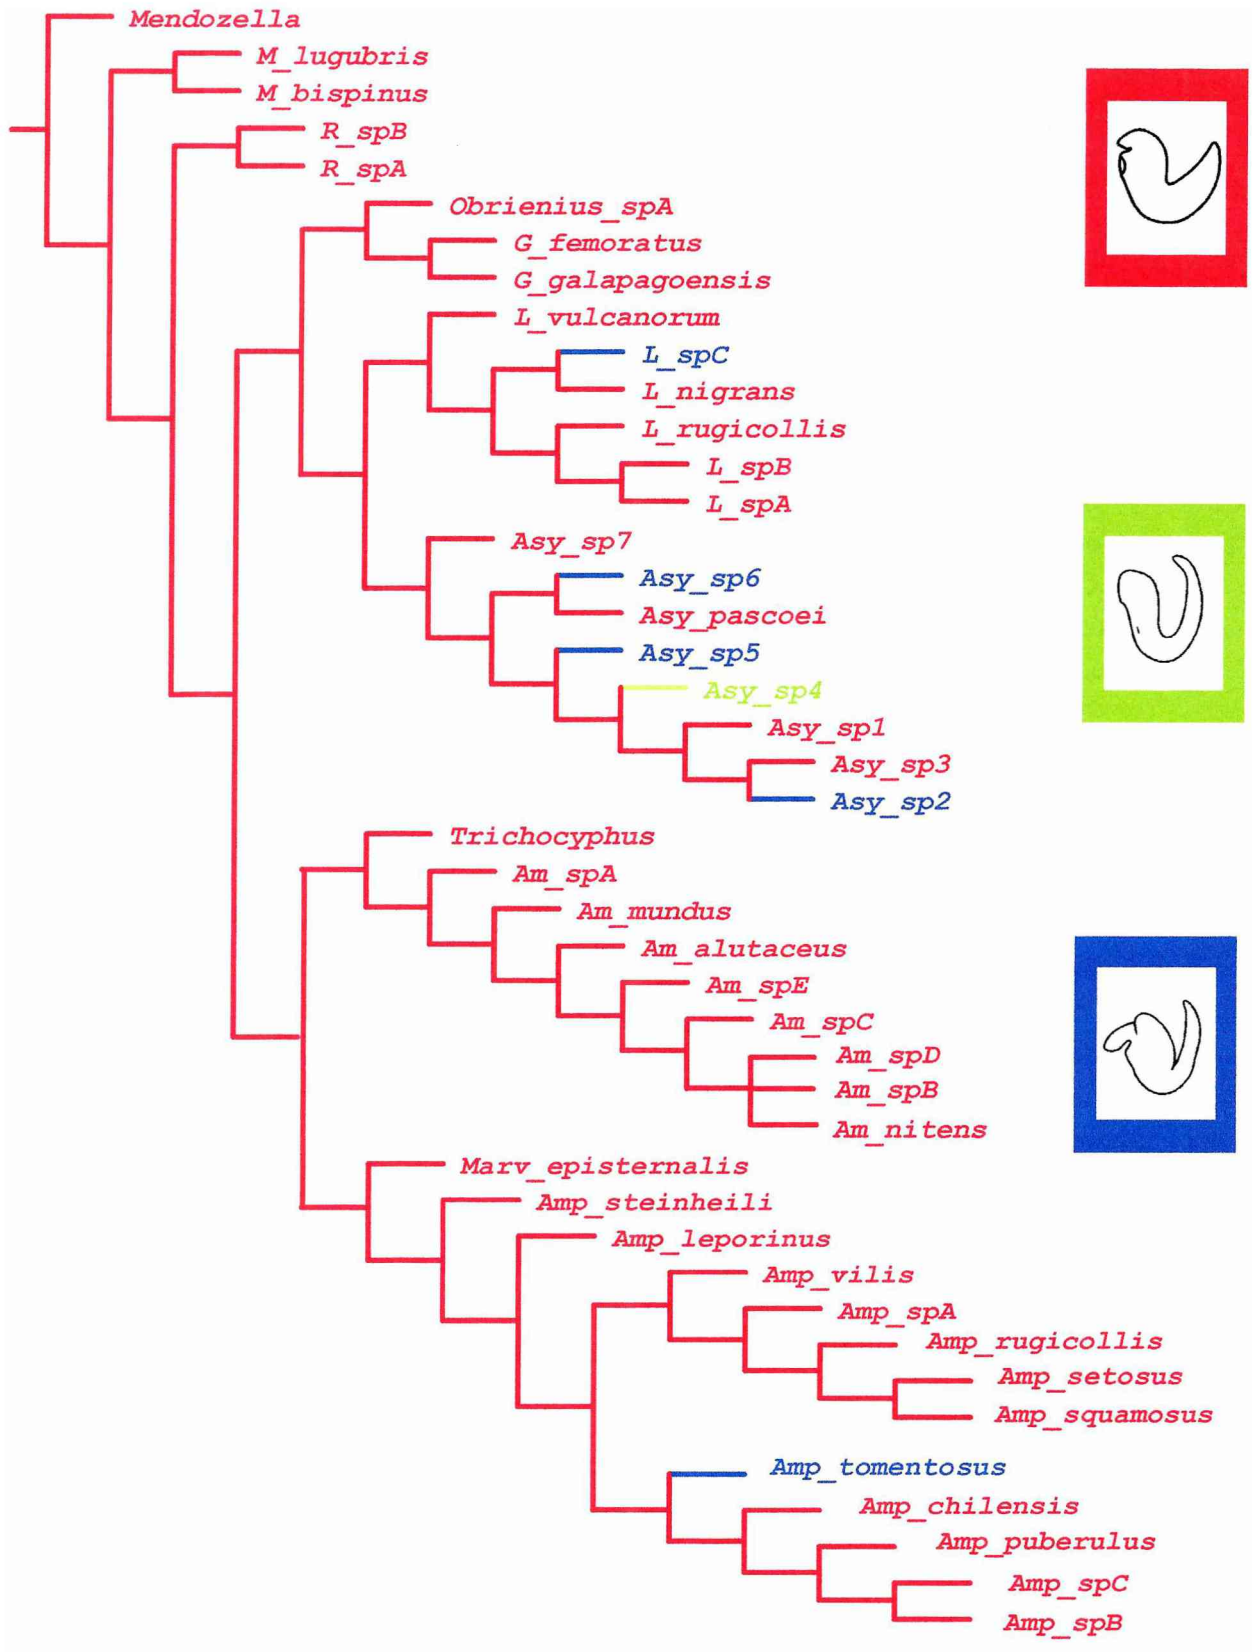 Mendozella
M_lugubris
M_bispinus
R_spB
R_spA
Obrienius_spA
G_femoratus
G_galapagoensis
L_vulcanorum
L_spC
L_nigrans
L_rugicollis
L_spB
L_spA
Asy_sp7
Asy_sp6
Asy_pascoei
Asy_sp5
Asy_sp4
Asy_sp1
Asy_sp3
Asy_sp2
Trichocyphus
Am_spA
Am_mundus
Am_alutaceus
Am_spE
Am_spC
Am_spD
Am_spB
Am_nitens
Marv_episternalis
Amp_steinheili
Amp_leporinus
Amp_vilis
Amp_spA
Amp_rugicollis
Amp_setosus
Amp_squamosus
Amp_tomentosus
Amp_chilensis
Amp_puberulus
Amp_spC
Amp_spB